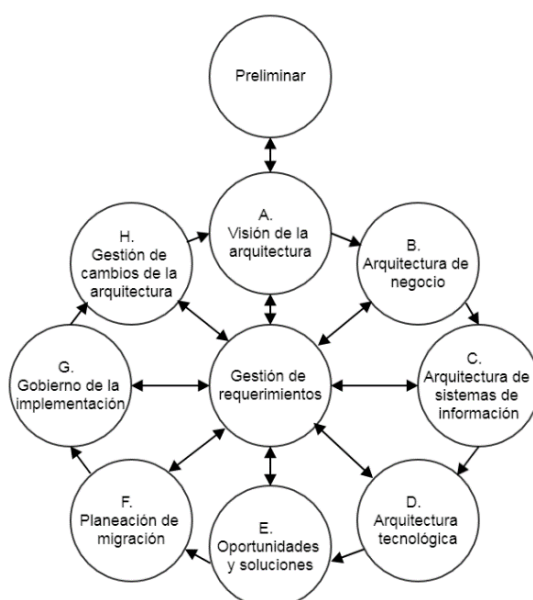 Preliminar
A.
Visión de la
arquitectura
B.
Arquitectura de
negocio
C.
Arquitectura de
sistemas de
información
D.
Arquitectura
tecnológica
E.
Oportunidades
y soluciones
F.
Planeación de
migración
G.
Gobierno de la
implementación
H.
Gestión de
cambios de la
arquitectura
Gestión de
requerimientos